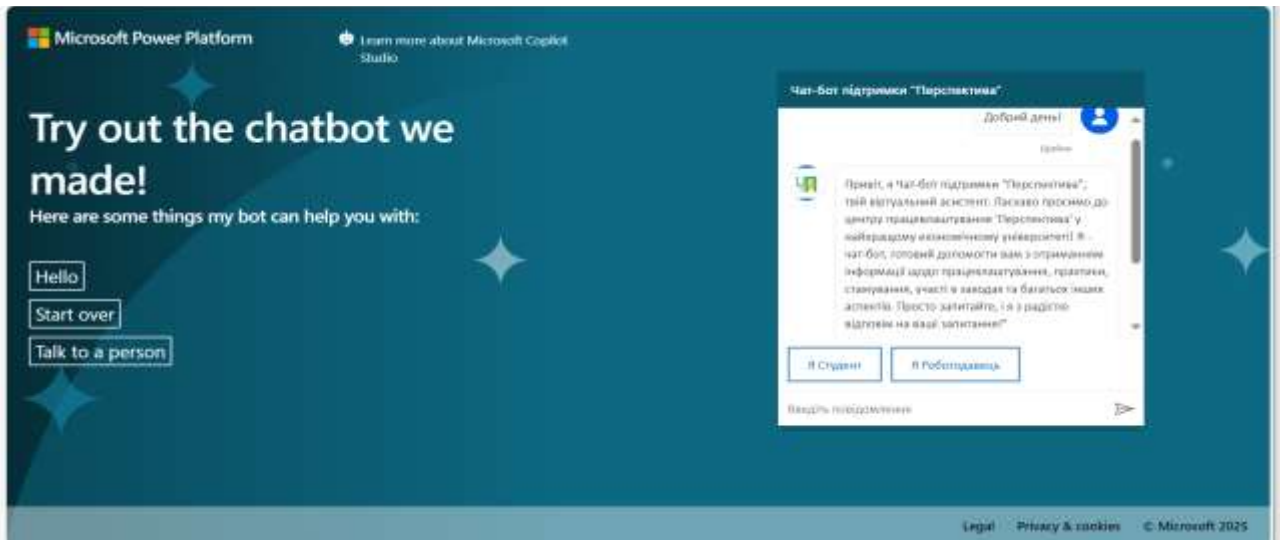 Microsoft Power Platform
Learn more about Microsoft Copilot
Studio
Try out the chatbot we
made!
Here are some things my bot can help you with:
Hello
Start over
Talk to a person
Чат-бот підтримки "Перспектива"
Добрий день!
Привіт, я Чат-бот підтримки "Перспектива",
твій віртуальний асистент. Ласкаво просимо до
центру працевлаштування 'Перспектива' у
найкращому економічному університеті! Я -
чат-бот, готовий допомогти вам з отриманням
інформації щодо працевлаштування, практики,
стажування, участі в заходах та багатьох інших
аспектів. Просто запитайте, і я з радістю
відповім на ваші запитання!"
Я Студент
Я Роботодавець
Введіть повідомлення
Legal
Privacy & cookies
© Microsoft 2025